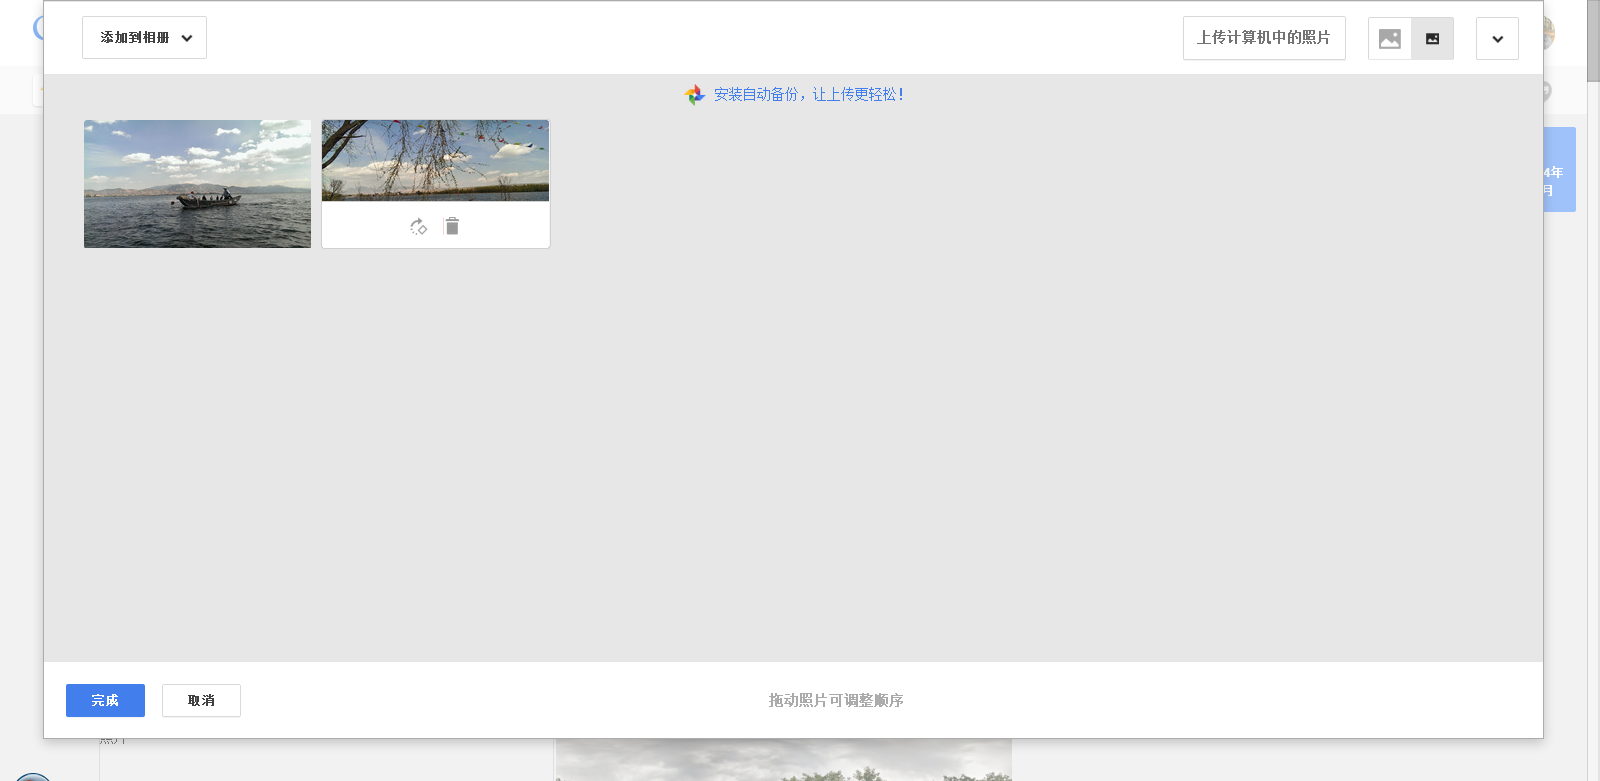 添加到相册
上传计算机中的照片
安装自动备份，让上传更轻松！
4年
月
完成
取消
拖动照片可调整顺序
照片